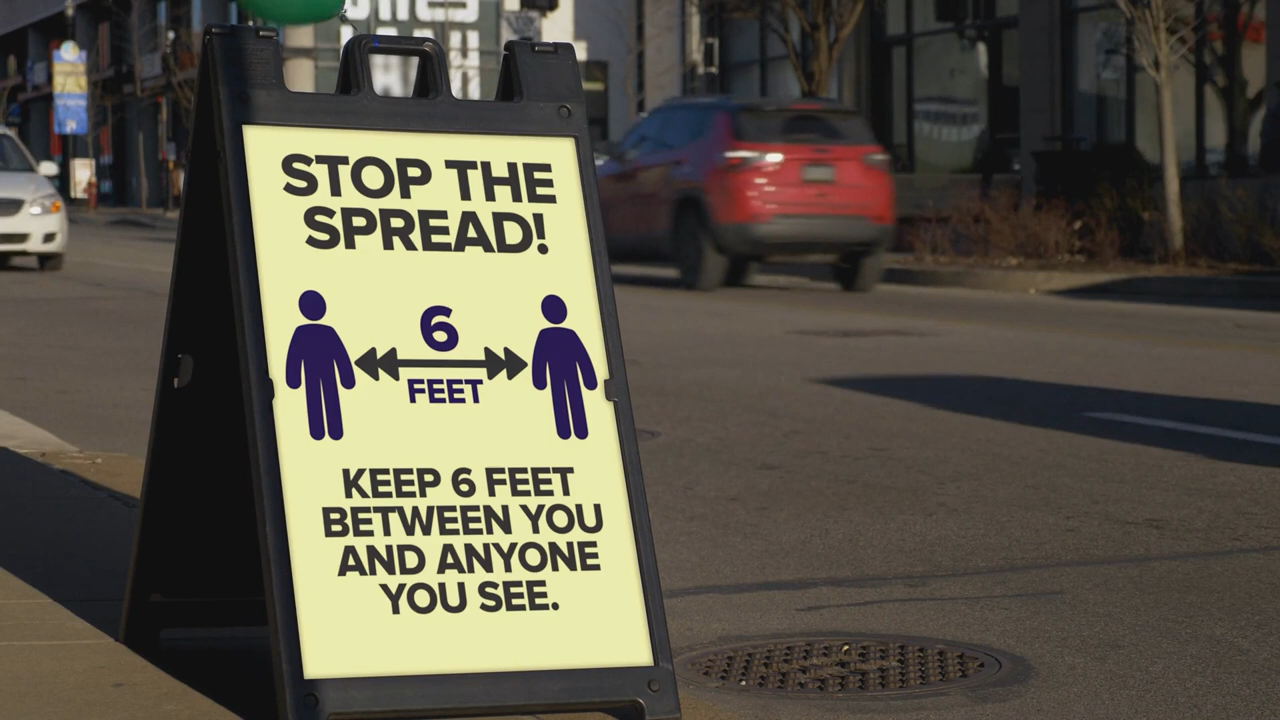 STOP THE
SPREAD!
6
FEET
KEEP 6 FEET
BETWEEN YOU
AND ANYONE
YOU SEE.